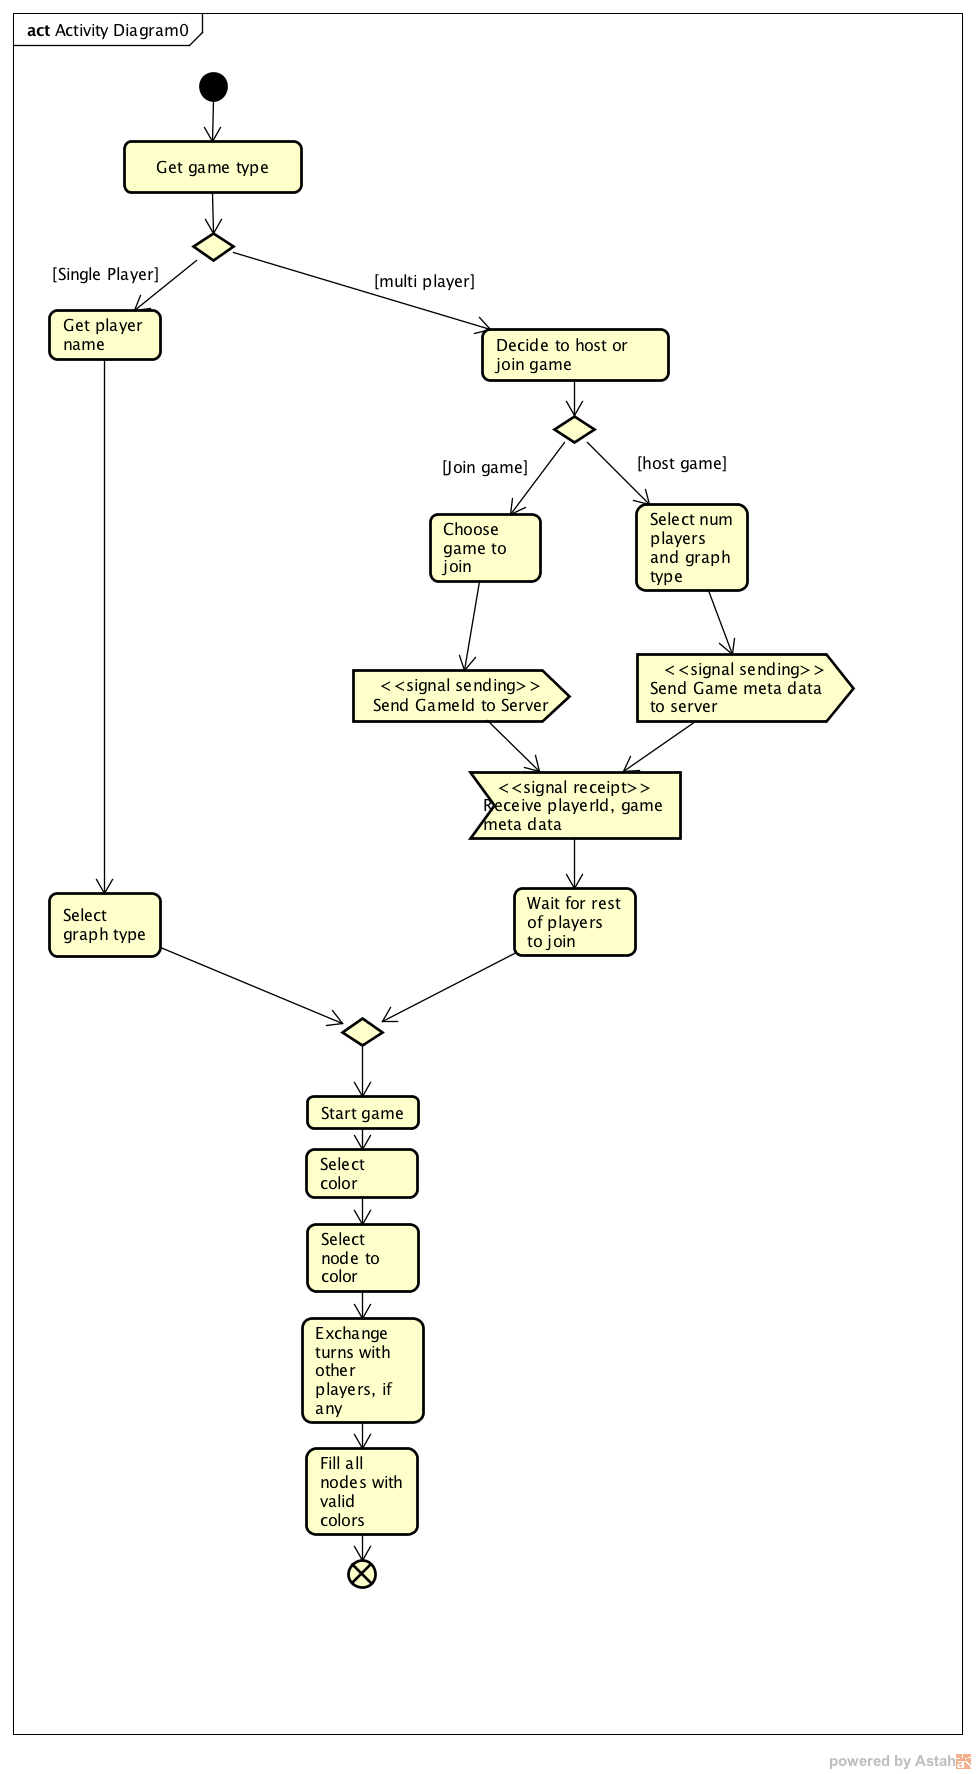 act Activity Diagram0
Get game type
[Single Player]
[multi player]
Get player
name
Decide to host or
join game
[Join game]
[host game]
Choose
game to
join
Select num
players
and graph
type
<<signal sending>>
Send GameId to Server
<<signal sending>>
Send Game meta data
to server
<<signal receipt>>
Receive playerId, game
meta data
Select
graph type
Wait for rest
of players
to join
Start game
Select
color
Select
node to
color
Exchange
turns with
other
players, if
any
Fill all
nodes with
valid
colors
powered by Astah